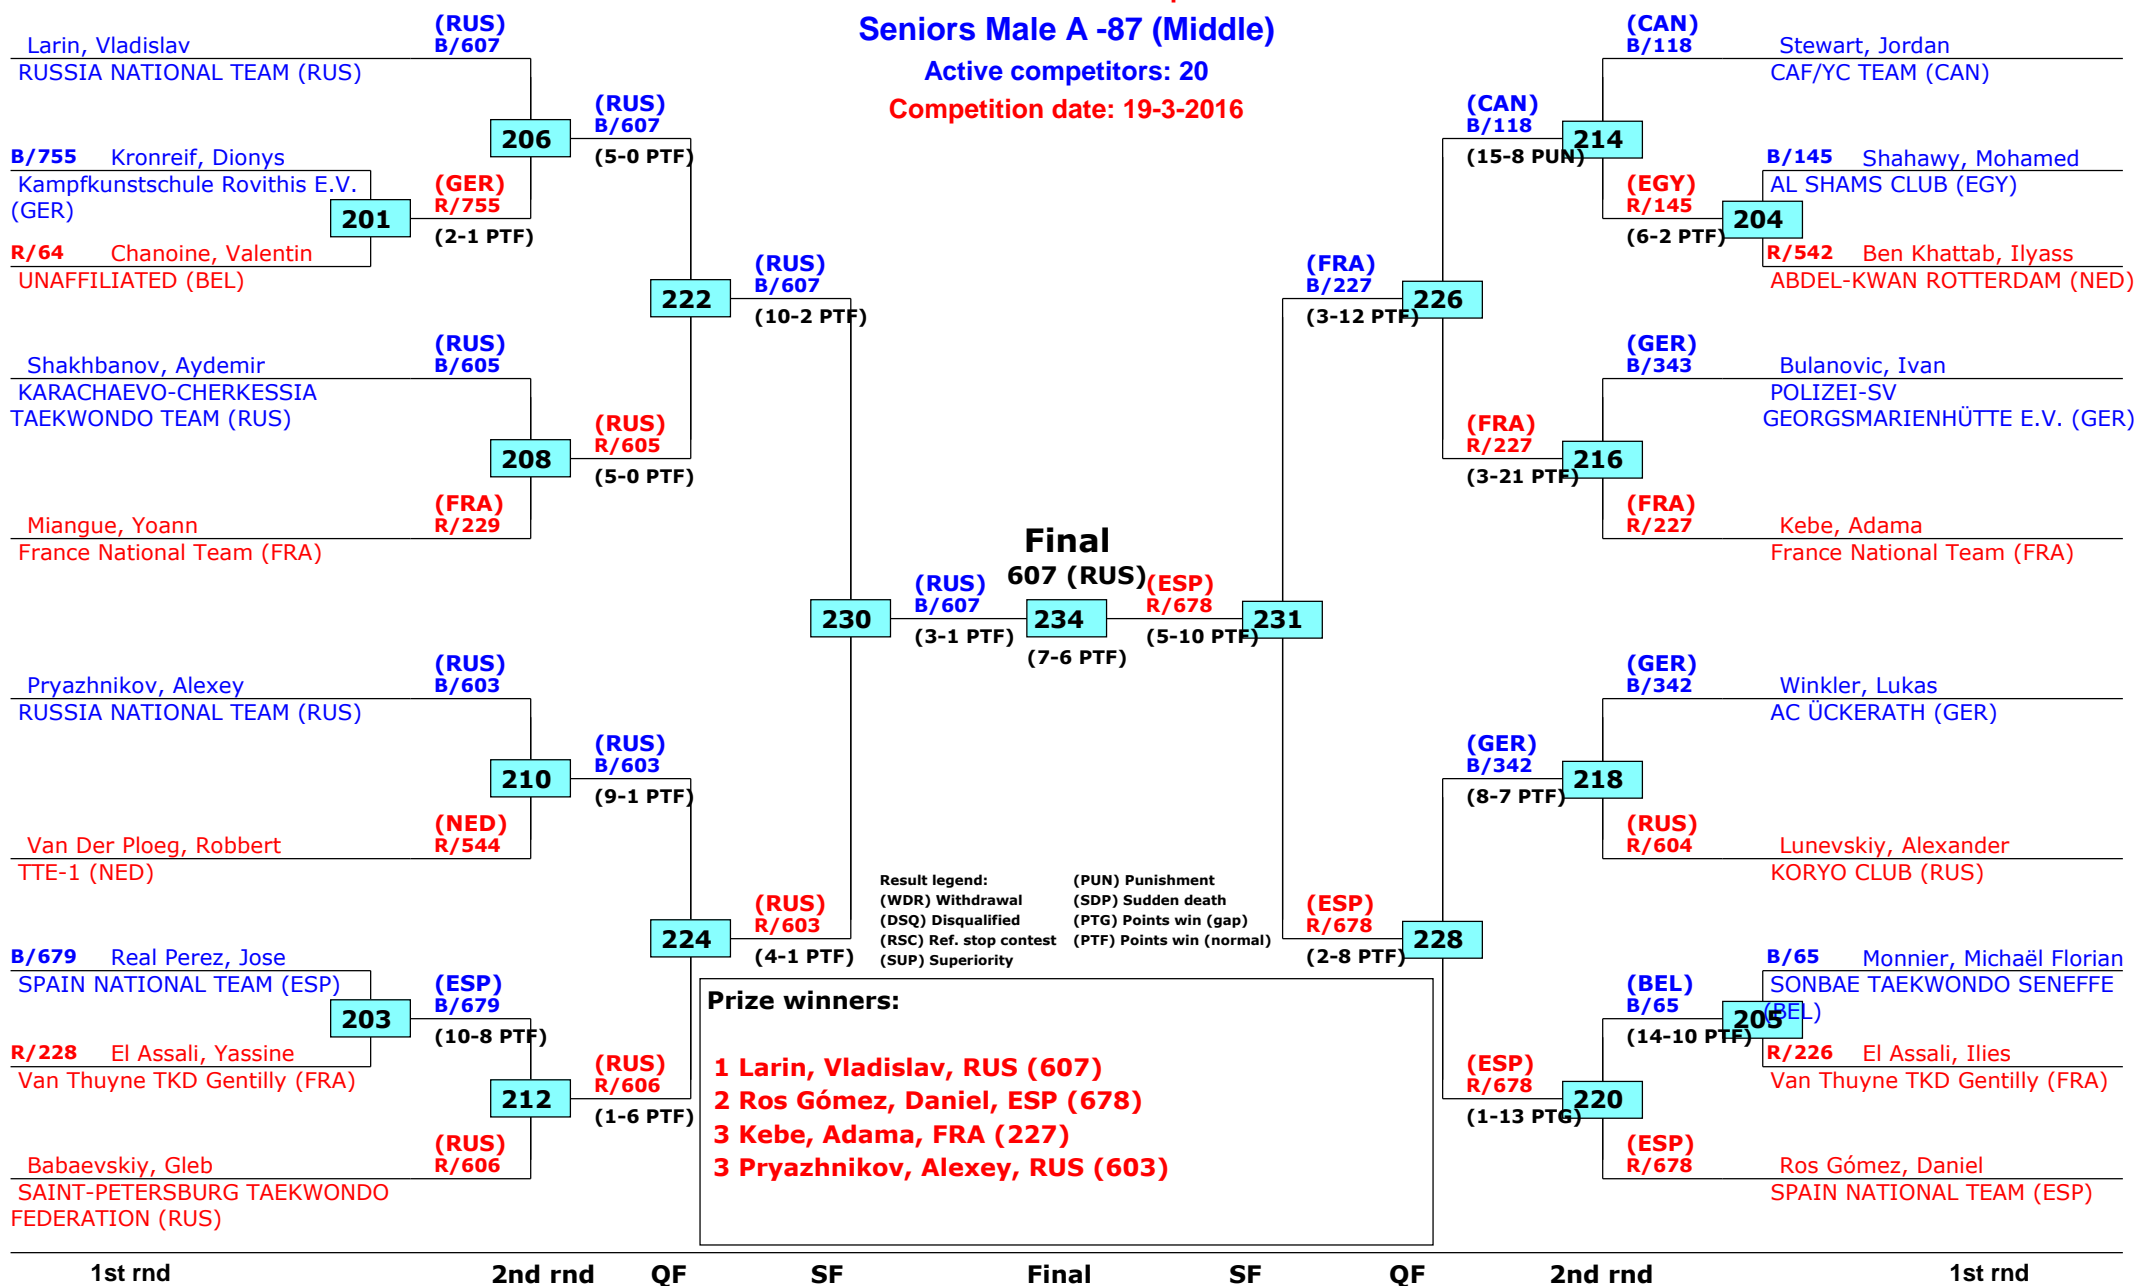 Seniors Male A -87 (Middle)
Active competitors: 20
Competition date: 19-3-2016
(RUS)
B/607
Larin, Vladislav
RUSSIA NATIONAL TEAM (RUS)
206
(RUS)
B/607
(5-0 PTF)
B/755 Kronreif, Dionys
Kampfkunstschule Rovithis E.V.
(GER)
201
(GER)
R/755
(2-1 PTF)
R/64 Chanoine, Valentin
UNAFFILIATED (BEL)
222
(RUS)
B/607
(10-2 PTF)
(RUS)
B/605
Shakhbanov, Aydemir
KARACHAEVO-CHERKESSIA
TAEKWONDO TEAM (RUS)
208
(RUS)
R/605
(5-0 PTF)
(FRA)
R/229
Miangue, Yoann
France National Team (FRA)
230
(RUS)
B/607
(3-1 PTF)
Final
607 (RUS)
234
(7-6 PTF)
(ESP)
R/678
(5-10 PTF)
231
(RUS)
B/603
Pryazhnikov, Alexey
RUSSIA NATIONAL TEAM (RUS)
210
(RUS)
B/603
(9-1 PTF)
(NED)
R/544
Van Der Ploeg, Robbert
TTE-1 (NED)
224
(RUS)
R/603
(4-1 PTF)
B/679 Real Perez, Jose
SPAIN NATIONAL TEAM (ESP)
203
(ESP)
B/679
(10-8 PTF)
R/228 El Assali, Yassine
Van Thuyne TKD Gentilly (FRA)
212
(RUS)
R/606
(1-6 PTF)
(RUS)
R/606
Babaevskiy, Gleb
SAINT-PETERSBURG TAEKWONDO
FEDERATION (RUS)
(CAN)
B/118
Stewart, Jordan
CAF/YC TEAM (CAN)
(CAN)
B/118
(15-8 PUN)
214
B/145 Shahawy, Mohamed
AL SHAMS CLUB (EGY)
(EGY)
R/145
(6-2 PTF)
204
R/542 Ben Khattab, Ilyass
ABDEL-KWAN ROTTERDAM (NED)
(FRA)
B/227
(3-12 PTF)
226
(GER)
B/343
Bulanovic, Ivan
POLIZEI-SV
GEORGSMARIENHÜTTE E.V. (GER)
(FRA)
R/227
(3-21 PTF)
216
(FRA)
R/227
Kebe, Adama
France National Team (FRA)
(GER)
B/342
Winkler, Lukas
AC ÜCKERATH (GER)
(GER)
B/342
(8-7 PTF)
218
(RUS)
R/604
Lunevskiy, Alexander
KORYO CLUB (RUS)
(ESP)
R/678
(2-8 PTF)
228
B/65 Monnier, Michaël Florian
SONBAE TAEKWONDO SENEFFE
(BEL)
(BEL)
B/65
(14-10 PTF)
205
R/226 El Assali, Ilies
Van Thuyne TKD Gentilly (FRA)
(ESP)
R/678
(1-13 PTG)
220
(ESP)
R/678
Ros Gómez, Daniel
SPAIN NATIONAL TEAM (ESP)
Result legend: (PUN) Punishment
(WDR) Withdrawal (SDP) Sudden death
(DSQ) Disqualified (PTG) Points win (gap)
(RSC) Ref. stop contest (PTF) Points win (normal)
(SUP) Superiority
Prize winners:
1 Larin, Vladislav, RUS (607)
2 Ros Gómez, Daniel, ESP (678)
3 Kebe, Adama, FRA (227)
3 Pryazhnikov, Alexey, RUS (603)
1st rnd 2nd rnd QF SF Final SF QF 2nd rnd 1st rnd